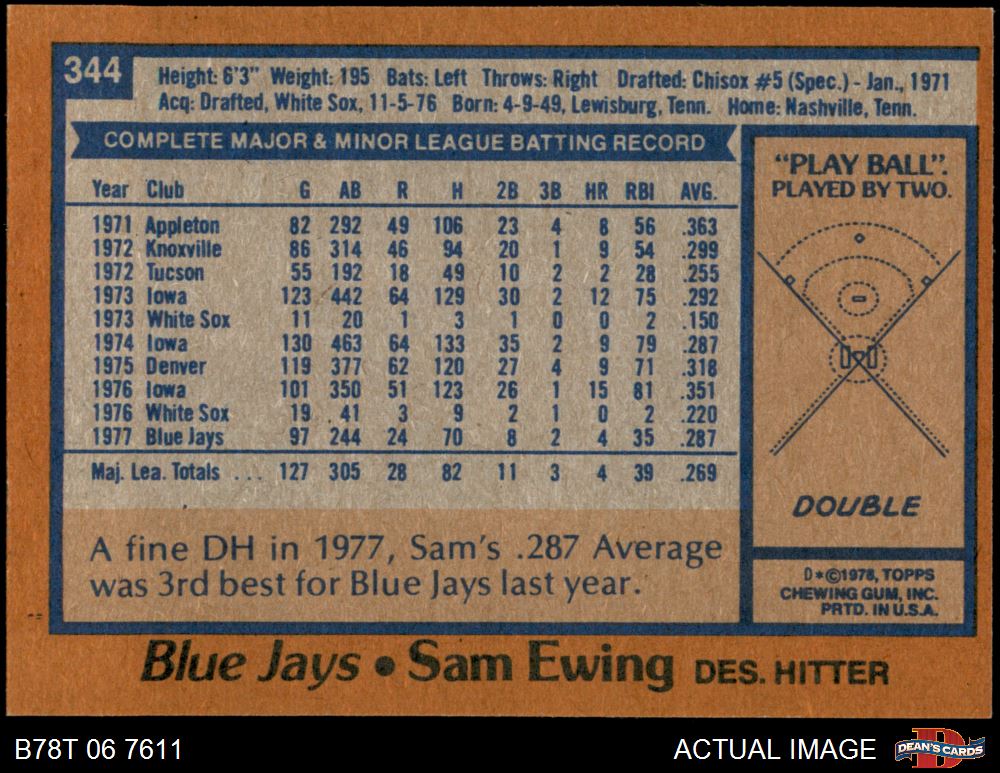 344
Height: 6'3" Weight: 195 Bats: Left Throws: Right Drafted: Chisox #5 (Spec.) - Jan., 1971
Acq: Drafted, White Sox, 11-5-76 Born: 4-9-49, Lewisburg, Tenn. Home: Nashville, Tenn.
COMPLETE MAJOR & MINOR LEAGUE BATTING RECORD
Year Club G AB R H 2B 3B HR RBI AVG.
1971 Appleton 82 292 49 106 23 4 8 56 .363
1972 Knoxville 86 314 46 94 20 1 9 54 .299
1972 Tucson 55 192 18 49 10 2 2 28 .255
1973 Iowa 123 442 64 129 30 2 12 75 .292
1973 White Sox 11 20 1 3 1 0 0 2 .150
1974 Iowa 130 463 64 133 35 2 9 79 .287
1975 Denver 119 377 62 120 27 4 9 71 .318
1976 Iowa 101 350 51 123 26 1 15 81 .351
1976 White Sox 19 41 3 9 2 1 0 2 .220
1977 Blue Jays 97 244 24 70 8 2 4 35 .287
Maj. Lea. Totals ... 127 305 28 82 11 3 4 39 .269
A fine DH in 1977, Sam's .287 Average
was 3rd best for Blue Jays last year.
"PLAY BALL".
PLAYED BY TWO.
DOUBLE
D*©1978, TOPPS
CHEWING GUM, INC.
PRTD. IN U.S.A.
Blue Jays • Sam Ewing DES. HITTER
B78T 06 7611
ACTUAL IMAGE
DEAN'S CARDS